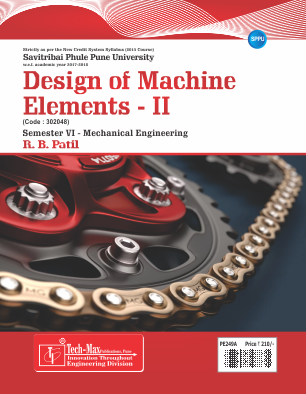 SPPU
Strictly as per the New Credit System Syllabus (2015 Course)
Savitribai Phule Pune University
w.e.f. academic year 2017-2018
Design of Machine
Elements - II
(Code : 302048)
Semester VI - Mechanical Engineering
R. B. Patil
Tech-Max Publications, Pune
Innovation Throughout
Engineering Division
PE249A Price ₹ 210/-